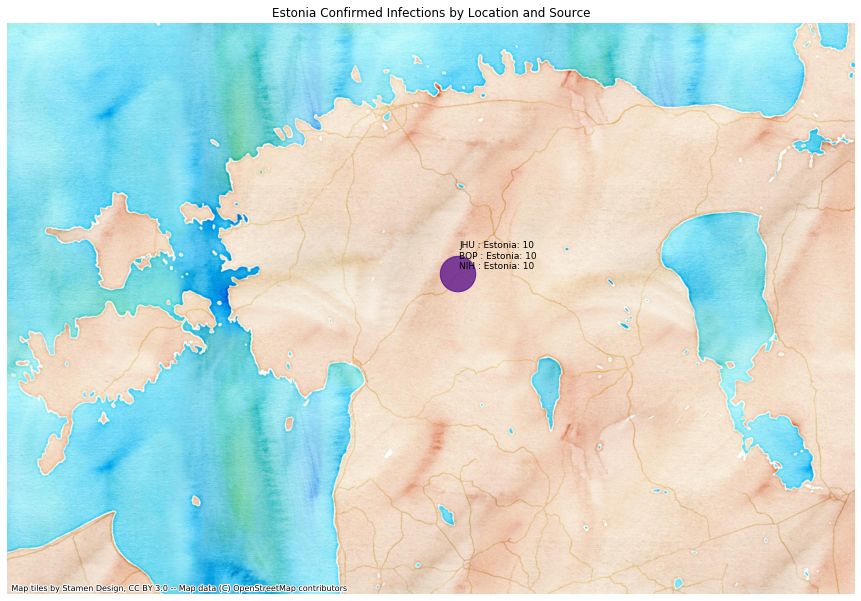 Estonia Confirmed Infections by Location and Source
JHU : Estonia: 10
BOP : Estonia: 10
NIH : Estonia: 10
Map tiles by Stamen Design, CC BY 3.0 -- Map data (C) OpenStreetMap contributors